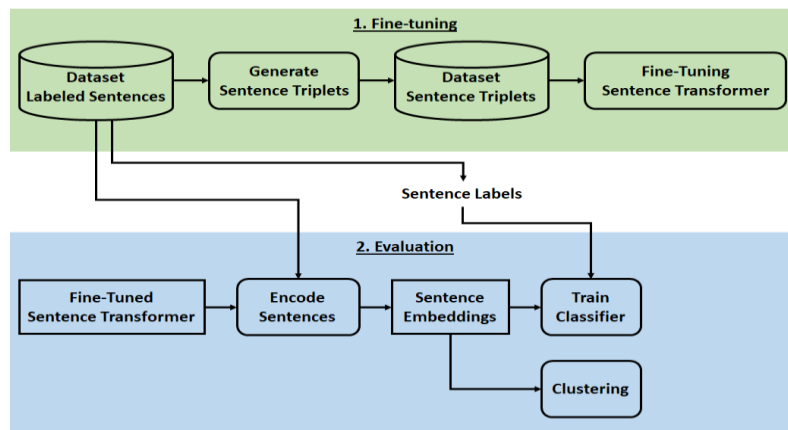 1. Fine-tuning
Dataset
Labeled Sentences
Generate
Sentence Triplets
Dataset
Sentence Triplets
Fine-Tuning
Sentence Transformer
Sentence Labels
2. Evaluation
Fine-Tuned
Sentence Transformer
Encode
Sentences
Sentence
Embeddings
Train
Classifier
Clustering